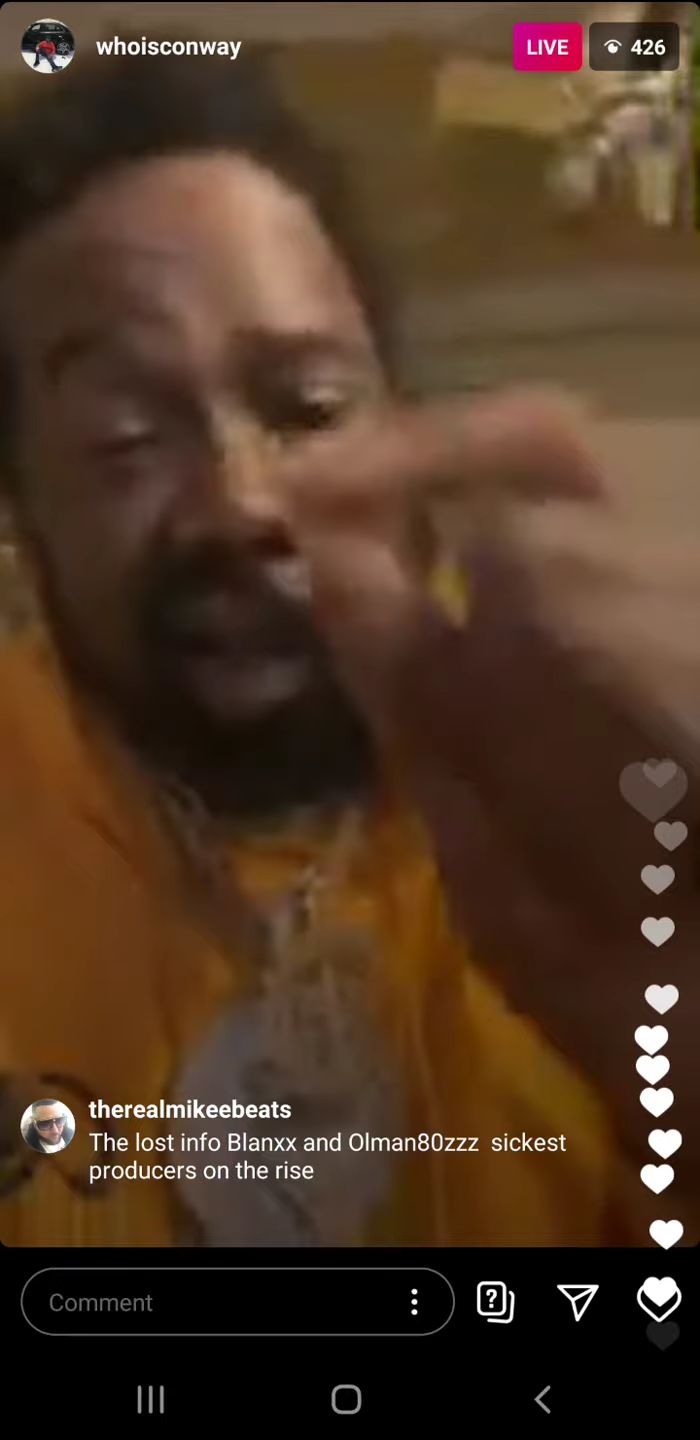 whoisconway
LIVE
426
therealmikeebeats
The lost info Blanxx and Olman80zzz  sickest
producers on the rise
Comment